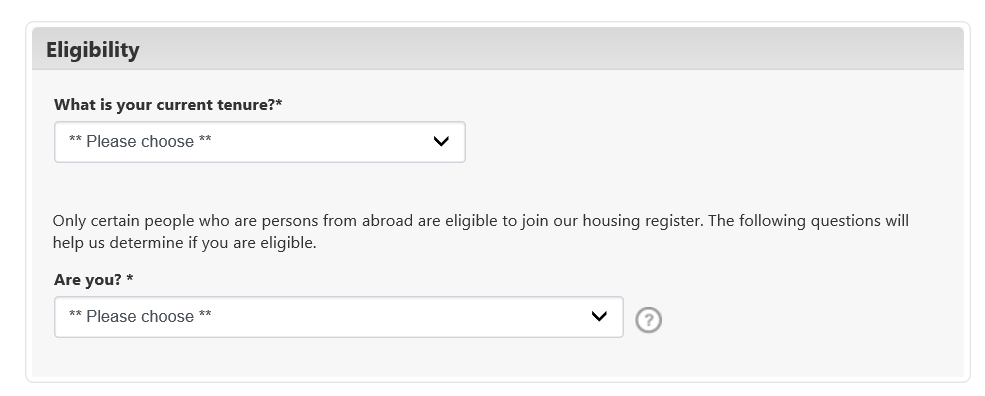 Eligibility
What is your current tenure?*
** Please choose **
Only certain people who are persons from abroad are eligible to join our housing register. The following questions will
help us determine if you are eligible.
Are you? *
** Please choose **
?